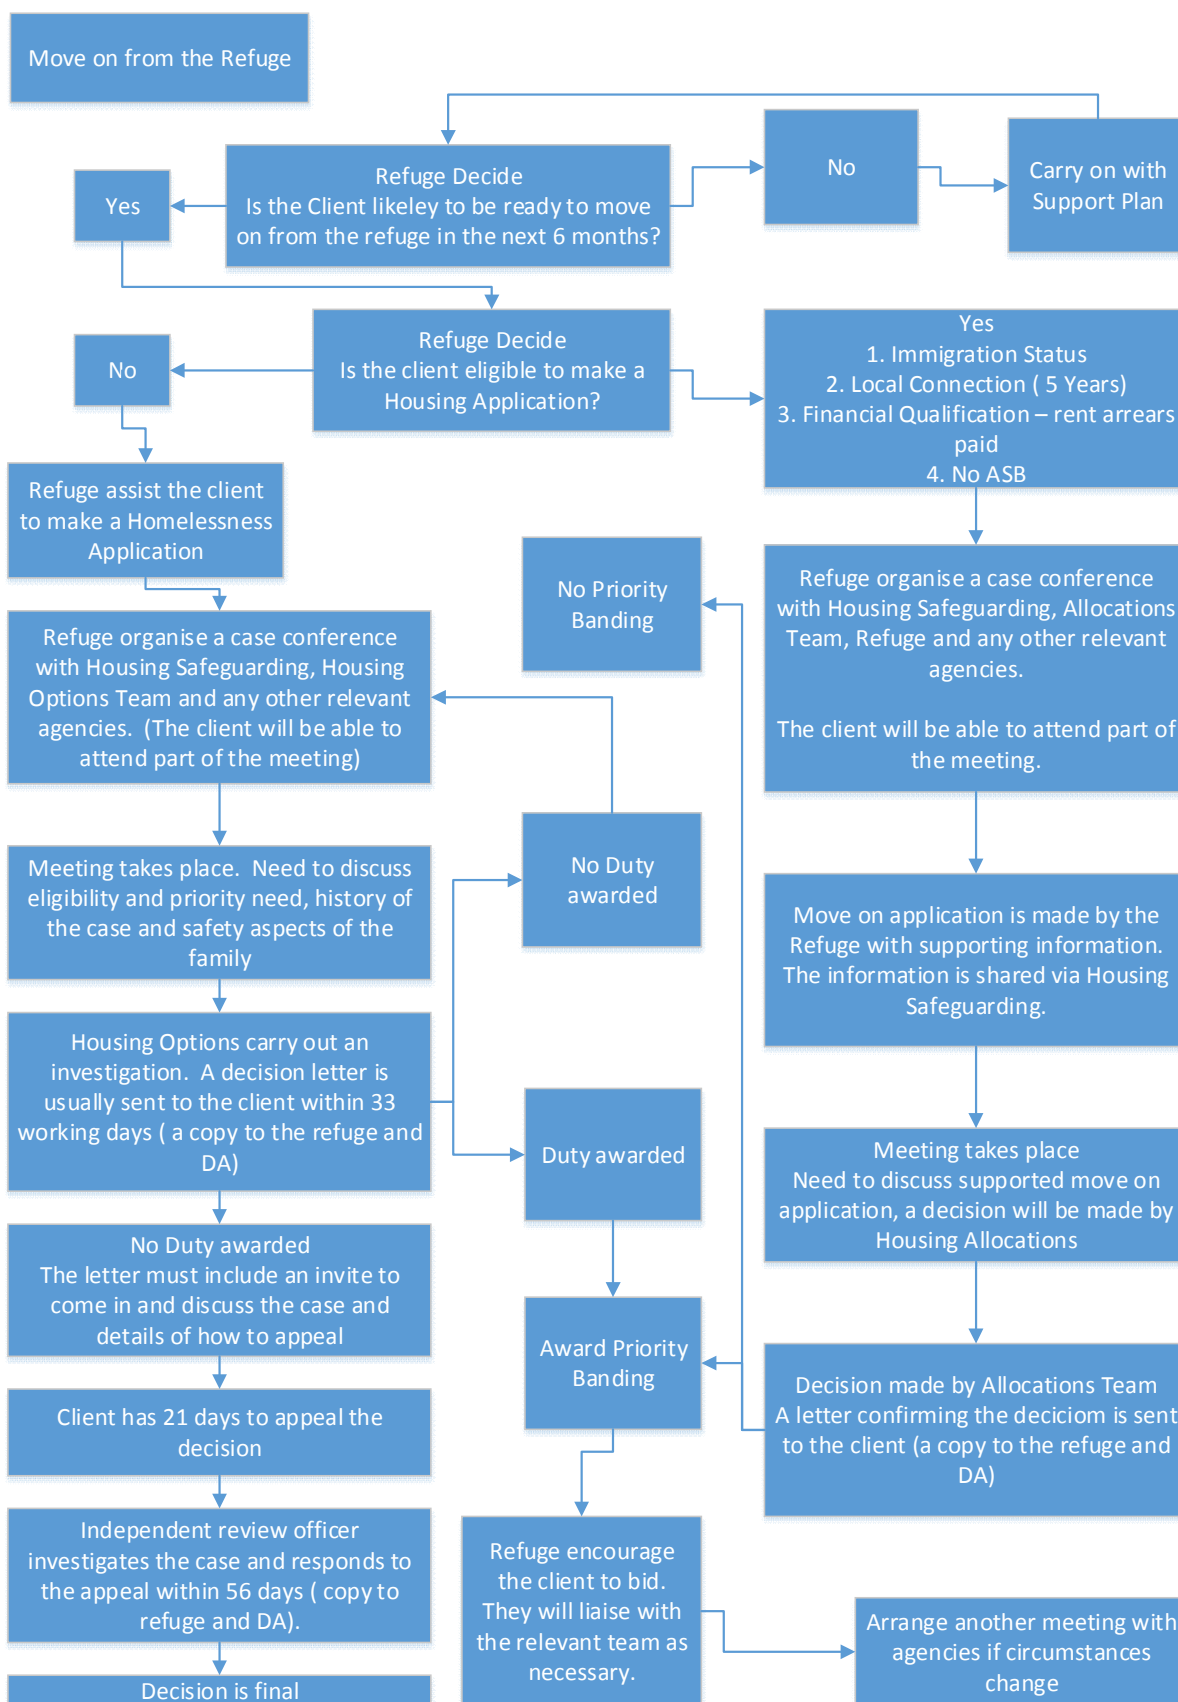 Move on from the Refuge
Refuge Decide
Is the Client likeley to be ready to move
on from the refuge in the next 6 months?
No
Carry on with
Support Plan
Yes
Refuge Decide
Is the client eligible to make a
Housing Application?
Yes
1. Immigration Status
2. Local Connection ( 5 Years)
3. Financial Qualification – rent arrears
paid
4. No ASB
No
Refuge assist the client
to make a Homelessness
Application
No Priority
Banding
Refuge organise a case conference
with Housing Safeguarding, Allocations
Team, Refuge and any other relevant
agencies.
The client will be able to attend part of
the meeting.
Refuge organise a case conference
with Housing Safeguarding, Housing
Options Team and any other relevant
agencies.  (The client will be able to
attend part of the meeting)
No Duty
awarded
Meeting takes place.  Need to discuss
eligibility and priority need, history of
the case and safety aspects of the
family
Move on application is made by the
Refuge with supporting information.
The information is shared via Housing
Safeguarding.
Housing Options carry out an
investigation.  A decision letter is
usually sent to the client within 33
working days ( a copy to the refuge and
DA)
Duty awarded
Meeting takes place
Need to discuss supported move on
application, a decision will be made by
Housing Allocations
No Duty awarded
The letter must include an invite to
come in and discuss the case and
details of how to appeal
Award Priority
Banding
Decision made by Allocations Team
A letter confirming the deciciom is sent
to the client (a copy to the refuge and
DA)
Client has 21 days to appeal the
decision
Independent review officer
investigates the case and responds to
the appeal within 56 days ( copy to
refuge and DA).
Refuge encourage
the client to bid.
They will liaise with
the relevant team as
necessary.
Arrange another meeting with
agencies if circumstances
change
Decision is final